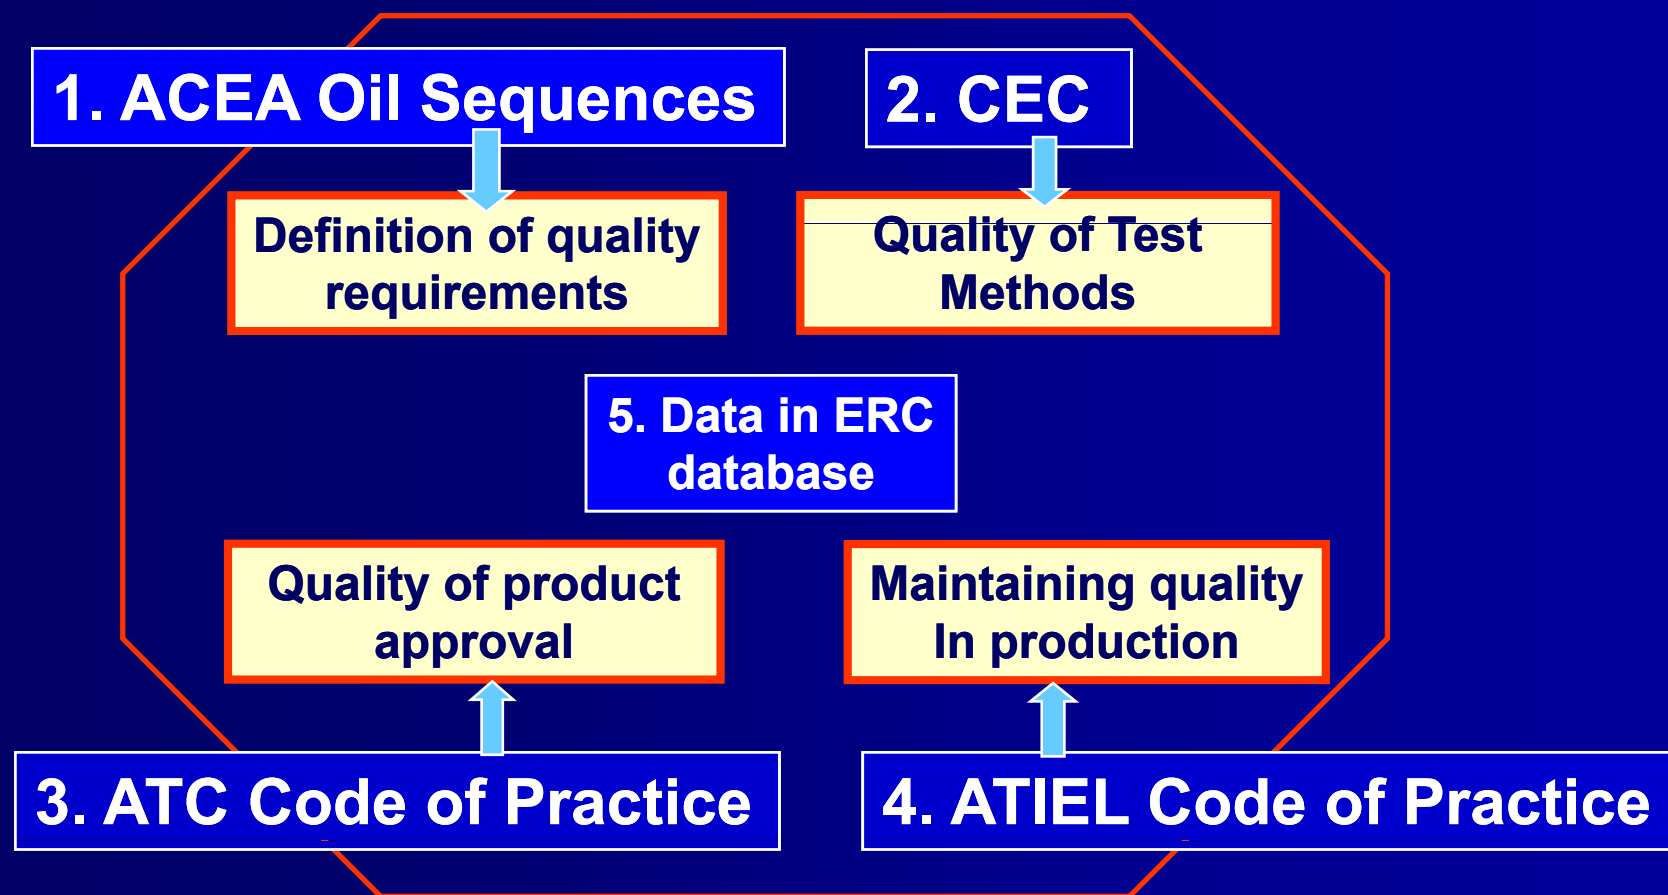 1. ACEA Oil Sequences
2. CEC
Definition of quality
requirements
Quality of Test
Methods
5. Data in ERC
database
Quality of product
approval
Maintaining quality
In production
3. ATC Code of Practice
4. ATIEL Code of Practice